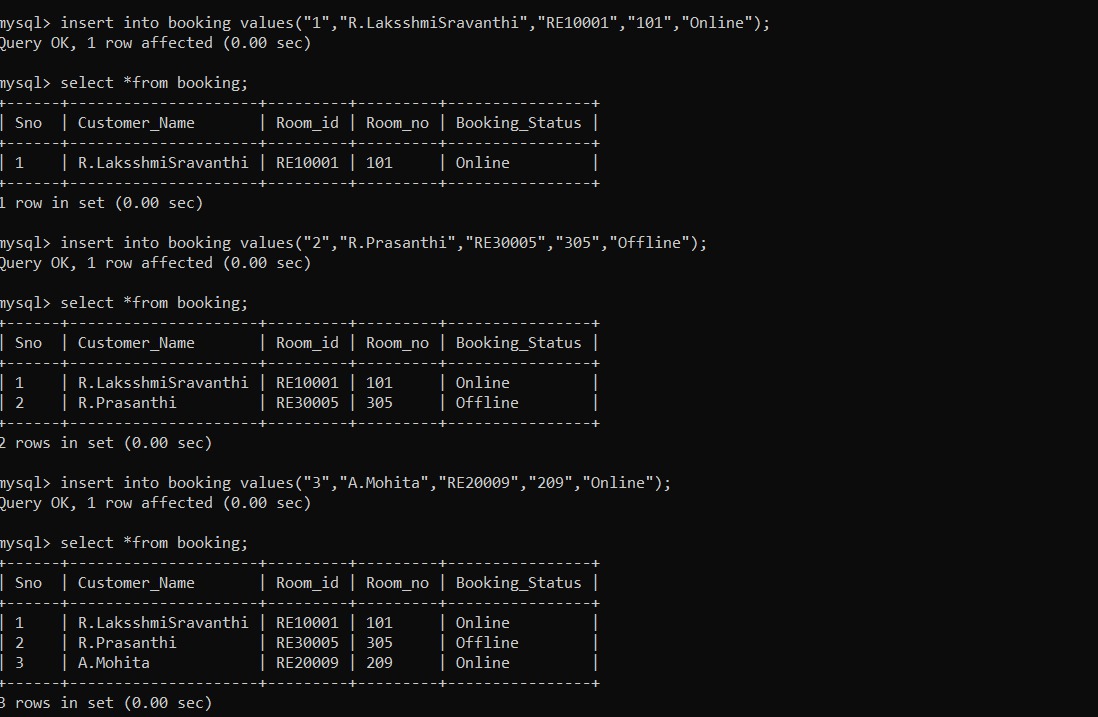 mysql> insert into booking values("1","R.LaksshmiSravanthi","RE10001","101","Online");
Query OK, 1 row affected (0.00 sec)
mysql> select *from booking;
+------+---------------------+---------+---------+----------------+
| Sno  | Customer_Name       | Room_id | Room_no | Booking_Status |
+------+---------------------+---------+---------+----------------+
| 1    | R.LaksshmiSravanthi | RE10001 | 101     | Online         |
+------+---------------------+---------+---------+----------------+
1 row in set (0.00 sec)
mysql> insert into booking values("2","R.Prasanthi","RE30005","305","Offline");
Query OK, 1 row affected (0.00 sec)
mysql> select *from booking;
+------+---------------------+---------+---------+----------------+
| Sno  | Customer_Name       | Room_id | Room_no | Booking_Status |
+------+---------------------+---------+---------+----------------+
| 1    | R.LaksshmiSravanthi | RE10001 | 101     | Online         |
| 2    | R.Prasanthi         | RE30005 | 305     | Offline        |
+------+---------------------+---------+---------+----------------+
2 rows in set (0.00 sec)
mysql> insert into booking values("3","A.Mohita","RE20009","209","Online");
Query OK, 1 row affected (0.00 sec)
mysql> select *from booking;
+------+---------------------+---------+---------+----------------+
| Sno  | Customer_Name       | Room_id | Room_no | Booking_Status |
+------+---------------------+---------+---------+----------------+
| 1    | R.LaksshmiSravanthi | RE10001 | 101     | Online         |
| 2    | R.Prasanthi         | RE30005 | 305     | Offline        |
| 3    | A.Mohita            | RE20009 | 209     | Online         |
+------+---------------------+---------+---------+----------------+
3 rows in set (0.00 sec)